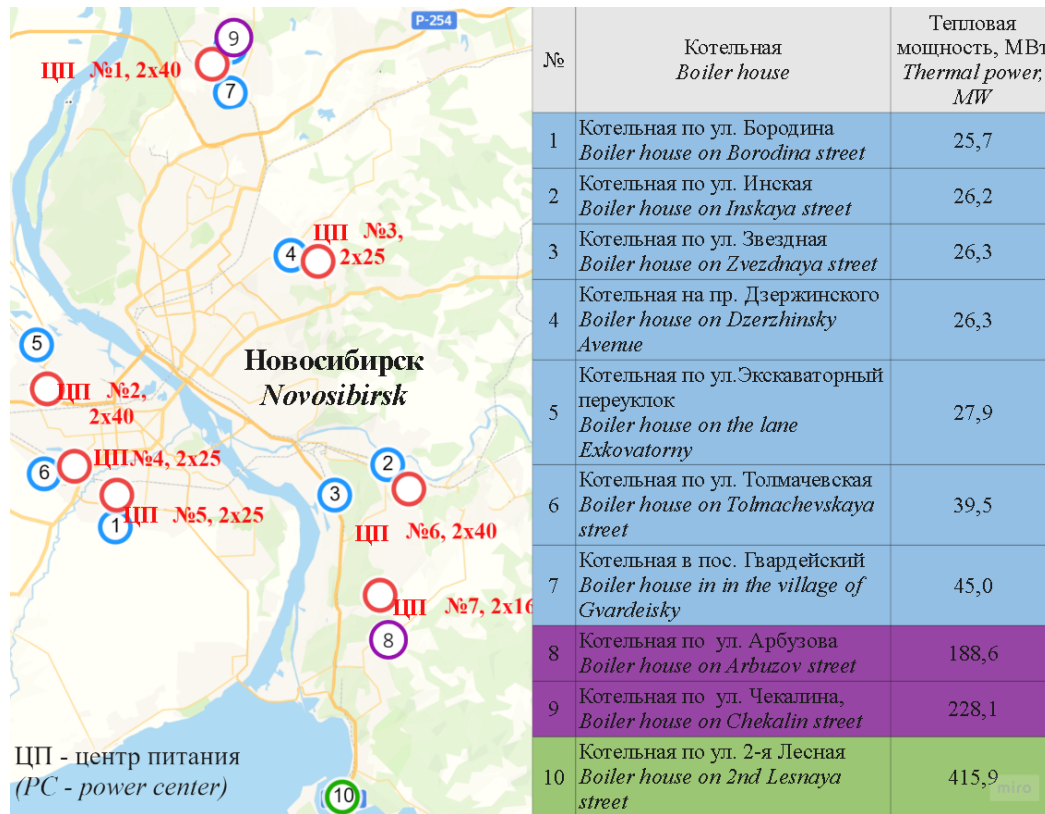 P-254
9
ЦП №1, 2x40
7
ЦП №3,
2x25
4
5
Новосибирск
Novosibirsk
ЦП №2,
2x40
ЦП№4, 2x25
2
6
3
ЦП №5, 2x25
1
ЦП №6, 2x40
ЦП №7, 2x16
8
ЦП - центр питания
(PC - power center)
10
№
Котельная
Boiler house
Тепловая
мощность, МВт
Thermal power,
MW
1
Котельная по ул. Бородина
Boiler house on Borodina street
25,7
2
Котельная по ул. Инская
Boiler house on Inskaya street
26,2
3
Котельная по ул. Звездная
Boiler house on Zvezdnaya street
26,3
4
Котельная на пр. Дзержинского
Boiler house on Dzerzhinsky
Avenue
26,3
5
Котельная по ул.Экскаваторный
переуклок
Boiler house on the lane
Exkovatorny
27,9
6
Котельная по ул. Толмачевская
Boiler house on Tolmachevskaya
street
39,5
7
Котельная в пос. Гвардейский
Boiler house in in the village of
Gvardeisky
45,0
8
Котельная по ул. Арбузова
Boiler house on Arbuzov street
188,6
9
Котельная по ул. Чекалина,
Boiler house on Chekalin street
228,1
10
Котельная по ул. 2-я Лесная
Boiler house on 2nd Lesnaya
street
415,9
miro